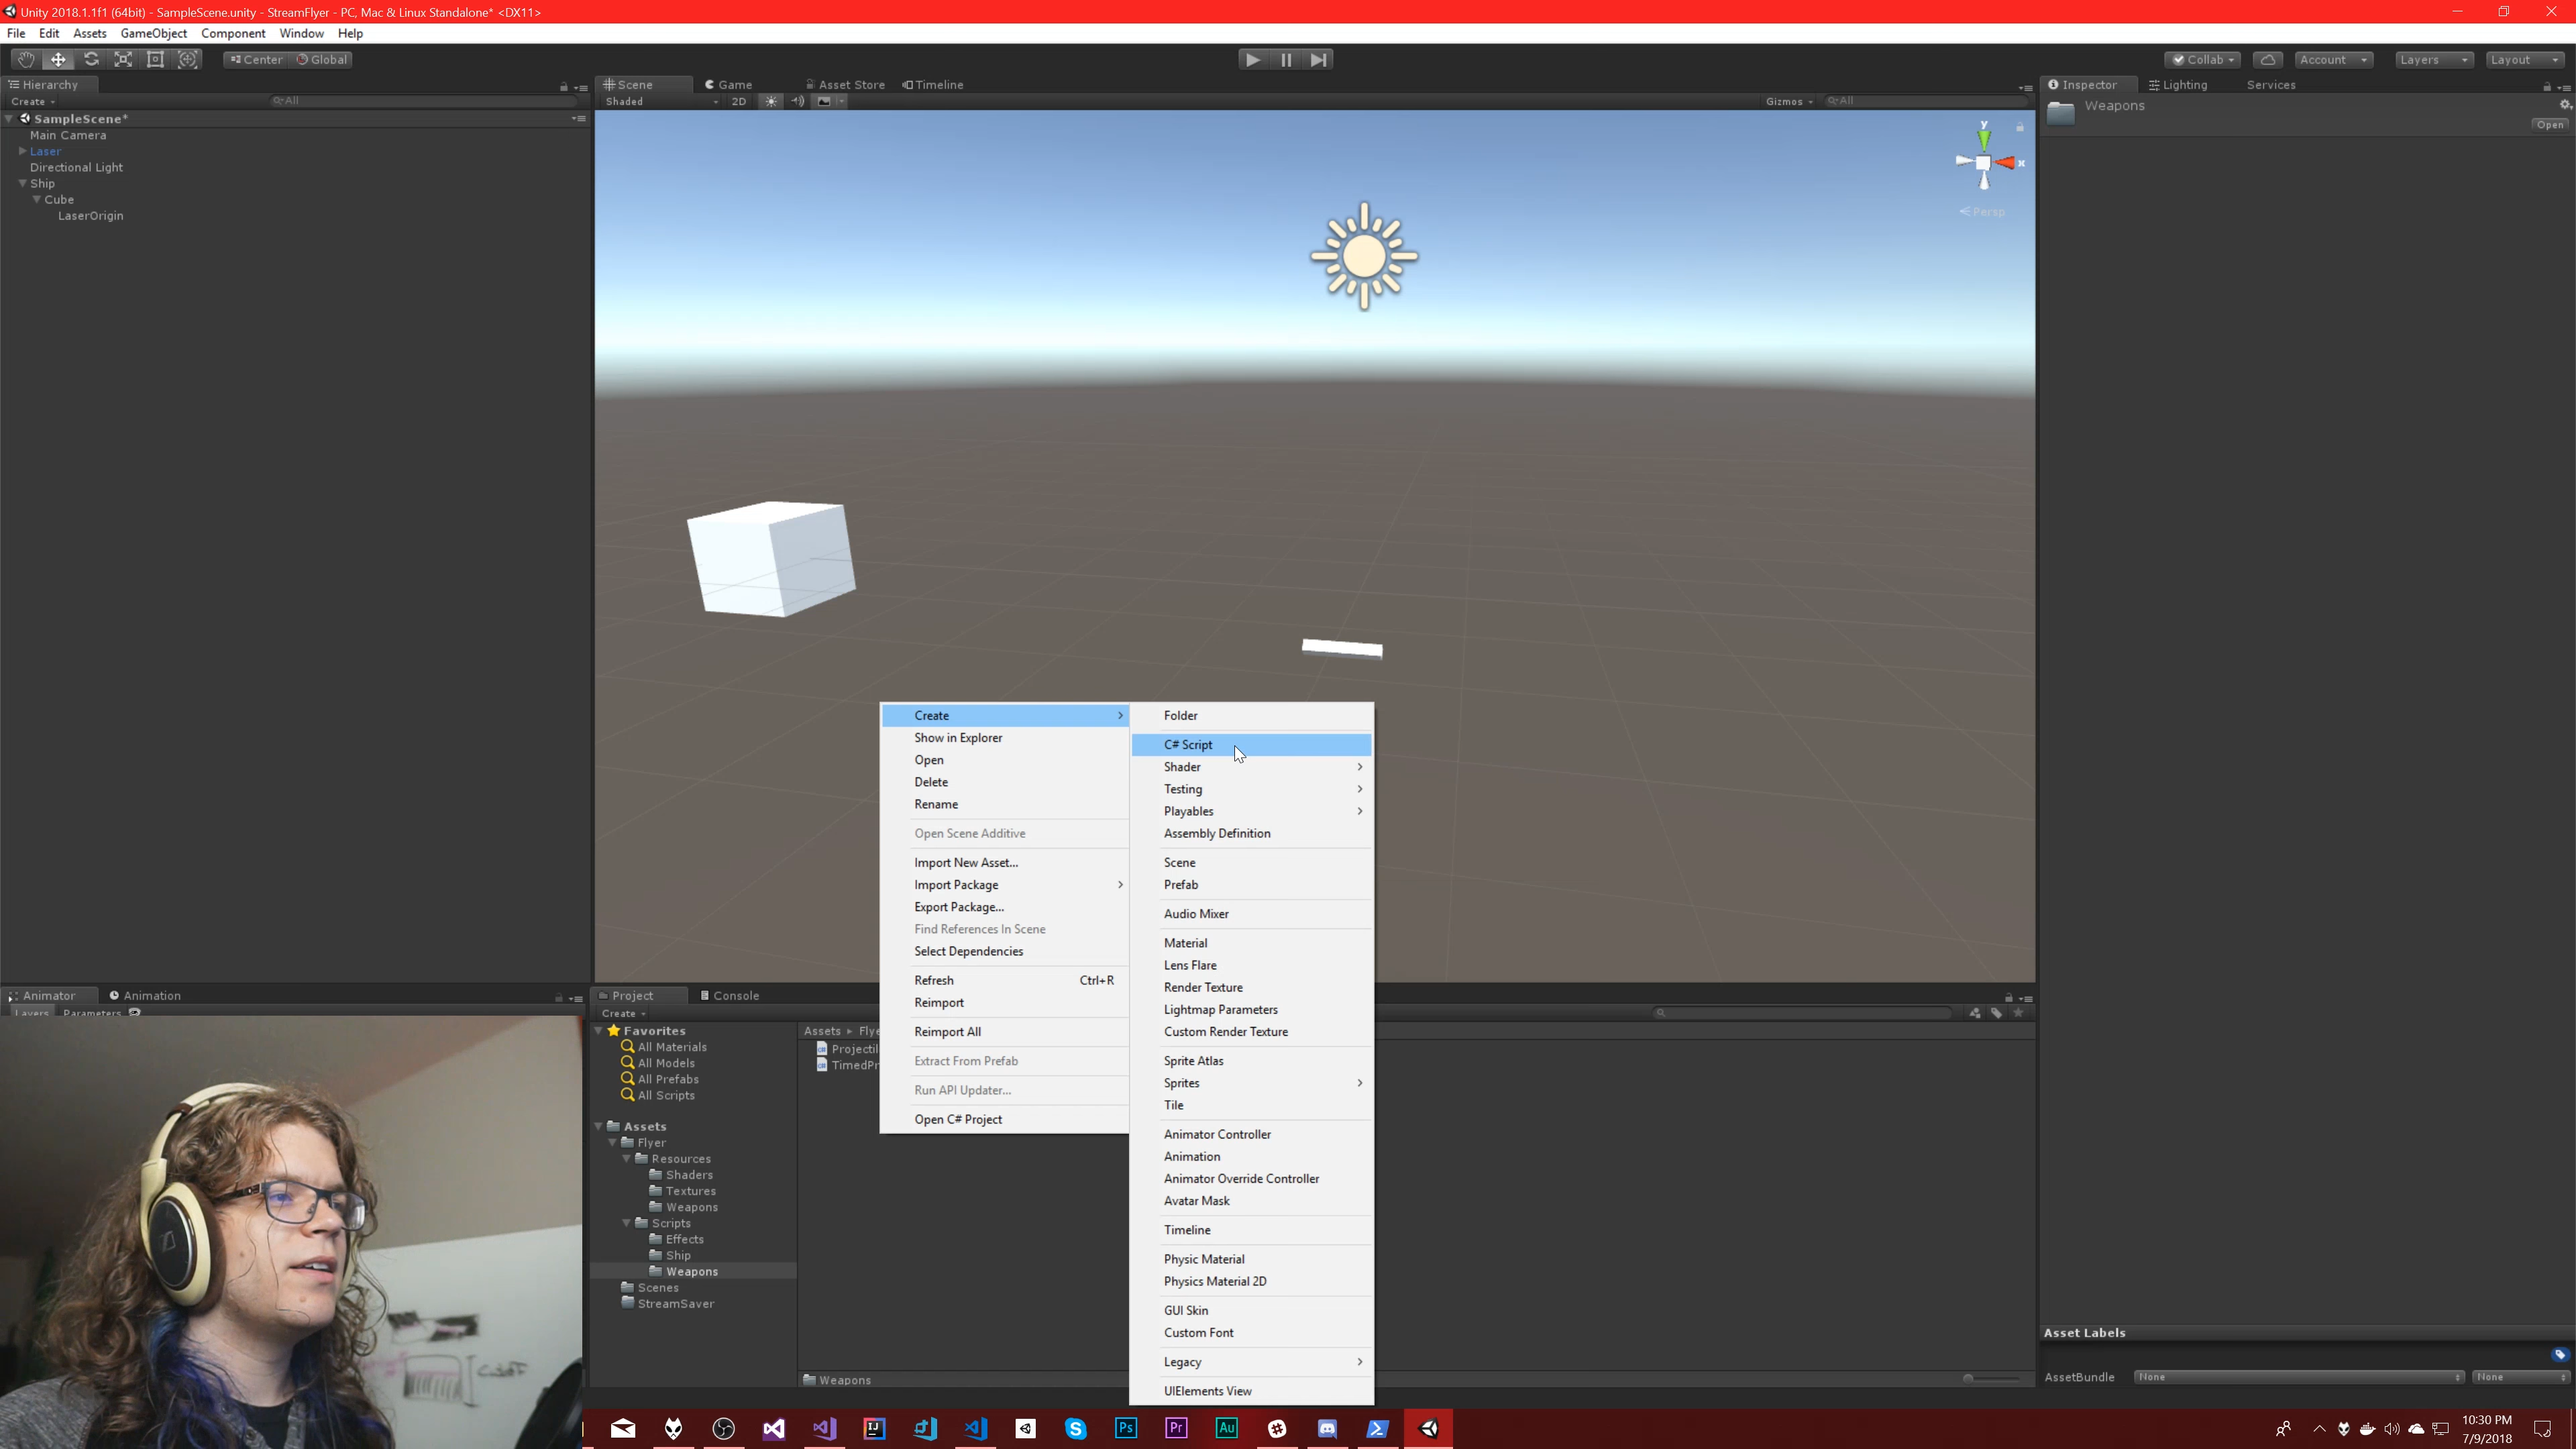 Unity 2018.1.1f1 (64bit) - SampleScene.unity - StreamFlyer - PC, Mac & Linux Standalone* <DX11>
File Edit Assets GameObject Component Window Help
Center Global Collab Account Layers Layout
Hierarchy
Create All
SampleScene*
Main Camera
Laser
Directional Light
Ship
Cube
LaserOrigin
Scene Game Asset Store Timeline
Shaded 2D Gizmos All
y
x
Persp
Inspector Lighting Services
Weapons
Open
Create
Show in Explorer
Open
Delete
Rename
Open Scene Additive
Import New Asset...
Import Package
Export Package...
Find References In Scene
Select Dependencies
Refresh Ctrl+R
Reimport
Reimport All
Extract From Prefab
Run API Updater...
Open C# Project
Folder
C# Script
Shader
Testing
Playables
Assembly Definition
Scene
Prefab
Audio Mixer
Material
Lens Flare
Render Texture
Lightmap Parameters
Custom Render Texture
Sprite Atlas
Sprites
Tile
Animator Controller
Animation
Animator Override Controller
Avatar Mask
Timeline
Physic Material
Physics Material 2D
GUI Skin
Custom Font
Legacy
UIElements View
Animator Animation
Layers Parameters
Project Console
Create
Favorites
All Materials
All Models
All Prefabs
All Scripts
Assets
Flyer
Resources
Shaders
Textures
Weapons
Scripts
Effects
Ship
Weapons
Scenes
StreamSaver
Assets Flye
Projectil
TimedPr
Weapons
Asset Labels
AssetBundle None None
Ps Pr Au
IJ
10:30 PM
7/9/2018